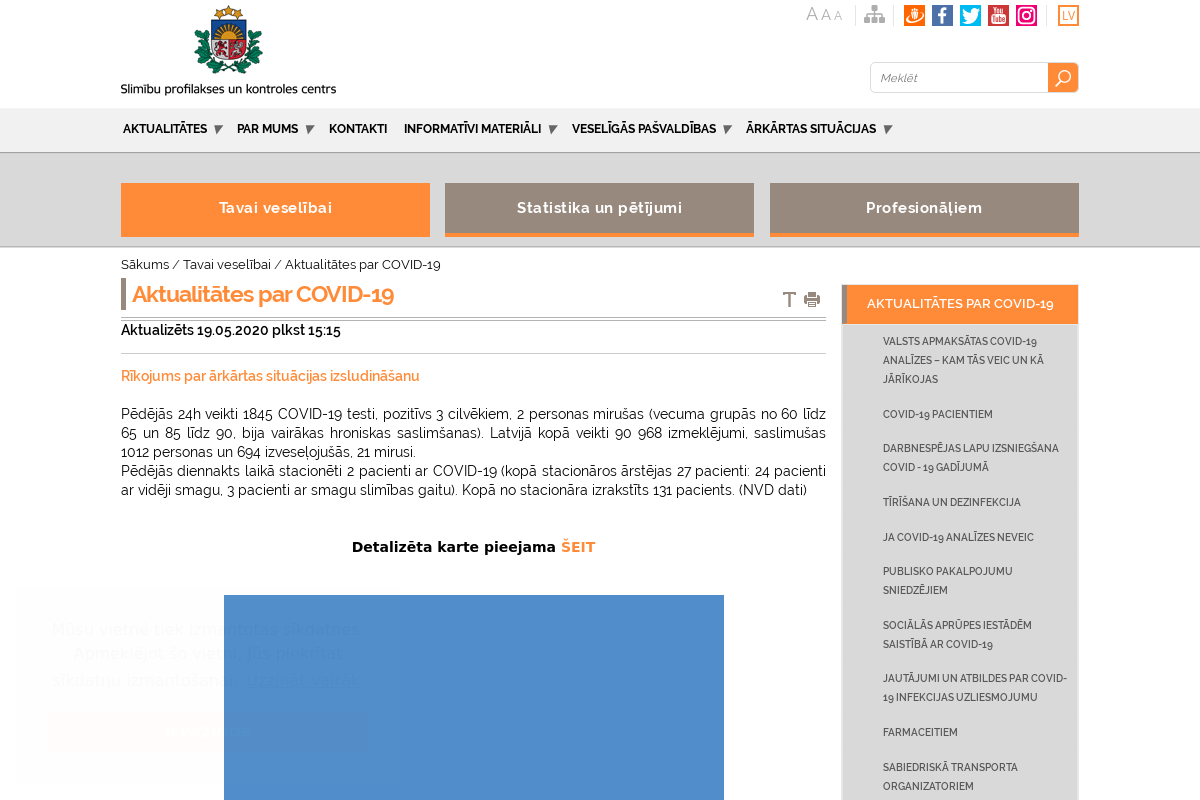 A A A
You
Tube
LV
Slimību profilakses un kontroles centrs
Meklēt
AKTUALITĀTES PAR MUMS KONTAKTI INFORMATĪVI MATERIĀLI VESELĪGĀS PAŠVALDĪBAS ĀRKĀRTAS SITUĀCIJAS
Tavai veselībai Statistika un pētījumi Profesionāļiem
Sākums / Tavai veselībai / Aktualitātes par COVID-19
Aktualitātes par COVID-19
Aktualizēts 19.05.2020 plkst 15:15
Rīkojums par ārkārtas situācijas izsludināšanu
Pēdējās 24h veikti 1845 COVID-19 testi, pozitīvs 3 cilvēkiem, 2 personas mirušas (vecuma grupās no 60 līdz
65 un 85 līdz 90, bija vairākas hroniskas saslimšanas). Latvijā kopā veikti 90 968 izmeklējumi, saslimušas
1012 personas un 694 izveseļojušās, 21 mirusi.
Pēdējās diennakts laikā stacionēti 2 pacienti ar COVID-19 (kopā stacionāros ārstējas 27 pacienti: 24 pacienti
ar vidēji smagu, 3 pacienti ar smagu slimības gaitu). Kopā no stacionāra izrakstīts 131 pacients. (NVD dati)
Detalizēta karte pieejama ŠEIT
AKTUALITĀTES PAR COVID-19
VALSTS APMAKSĀTAS COVID-19
ANALĪZES – KAM TĀS VEIC UN KĀ
JĀRĪKOJAS
COVID-19 PACIENTIEM
DARBNESPĒJAS LAPU IZSNIEGŠANA
COVID - 19 GADĪJUMĀ
TĪRĪŠANA UN DEZINFEKCIJA
JA COVID-19 ANALĪZES NEVEIC
PUBLISKO PAKALPOJUMU
SNIEDZĒJIEM
SOCIĀLĀS APRŪPES IESTĀDĒM
SAISTĪBĀ AR COVID-19
JAUTĀJUMI UN ATBILDES PAR COVID-
19 INFEKCIJAS UZLIESMOJUMU
FARMACEITIEM
SABIEDRISKĀ TRANSPORTA
ORGANIZATORIEM